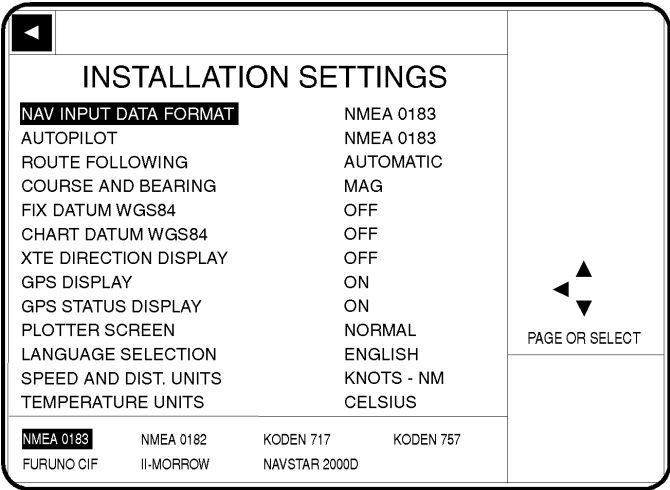 INSTALLATION SETTINGS
NAV INPUT DATA FORMAT NMEA 0183
AUTOPILOT NMEA 0183
ROUTE FOLLOWING AUTOMATIC
COURSE AND BEARING MAG
FIX DATUM WGS84 OFF
CHART DATUM WGS84 OFF
XTE DIRECTION DISPLAY OFF
GPS DISPLAY ON
GPS STATUS DISPLAY ON
PLOTTER SCREEN NORMAL
LANGUAGE SELECTION ENGLISH
SPEED AND DIST. UNITS KNOTS - NM
TEMPERATURE UNITS CELSIUS
NMEA 0183 NMEA 0182 KODEN 717 KODEN 757
FURUNO CIF II-MORROW NAVSTAR 2000D
PAGE OR SELECT